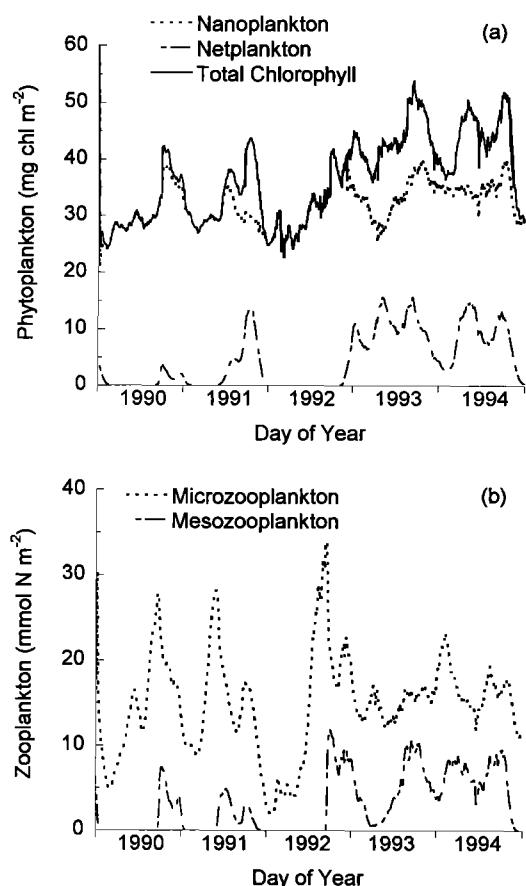 Nanoplankton (a)
Netplankton
Total Chlorophyll
60
50
40
30
20
10
0
Phytoplankton (mg chl m⁻²)
1990 1991 1992 1993 1994
Day of Year
Microzooplankton (b)
Mesozooplankton
40
30
20
10
0
Zooplankton (mmol N m⁻²)
1990 1991 1992 1993 1994
Day of Year